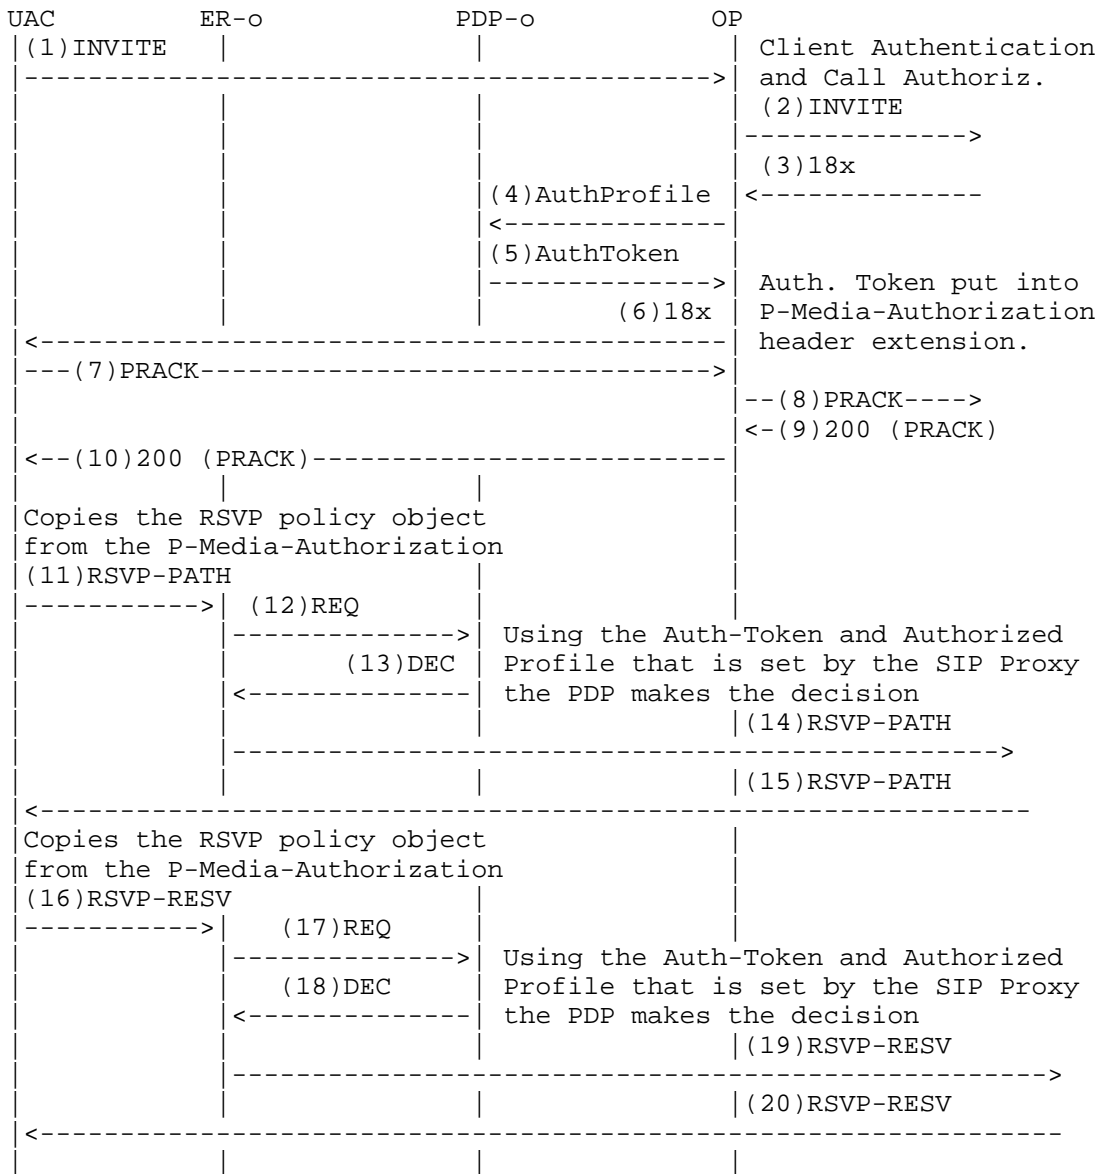 UAC ER-o PDP-o OP
(1)INVITE Client Authentication
and Call Authoriz.
(2)INVITE
(3)18x
(4)AuthProfile
(5)AuthToken
Auth. Token put into
(6)18x P-Media-Authorization
header extension.
(7)PRACK
(8)PRACK
(9)200 (PRACK)
(10)200 (PRACK)
Copies the RSVP policy object
from the P-Media-Authorization
(11)RSVP-PATH
(12)REQ
Using the Auth-Token and Authorized
(13)DEC Profile that is set by the SIP Proxy
the PDP makes the decision
(14)RSVP-PATH
(15)RSVP-PATH
Copies the RSVP policy object
from the P-Media-Authorization
(16)RSVP-RESV
(17)REQ
Using the Auth-Token and Authorized
(18)DEC Profile that is set by the SIP Proxy
the PDP makes the decision
(19)RSVP-RESV
(20)RSVP-RESV